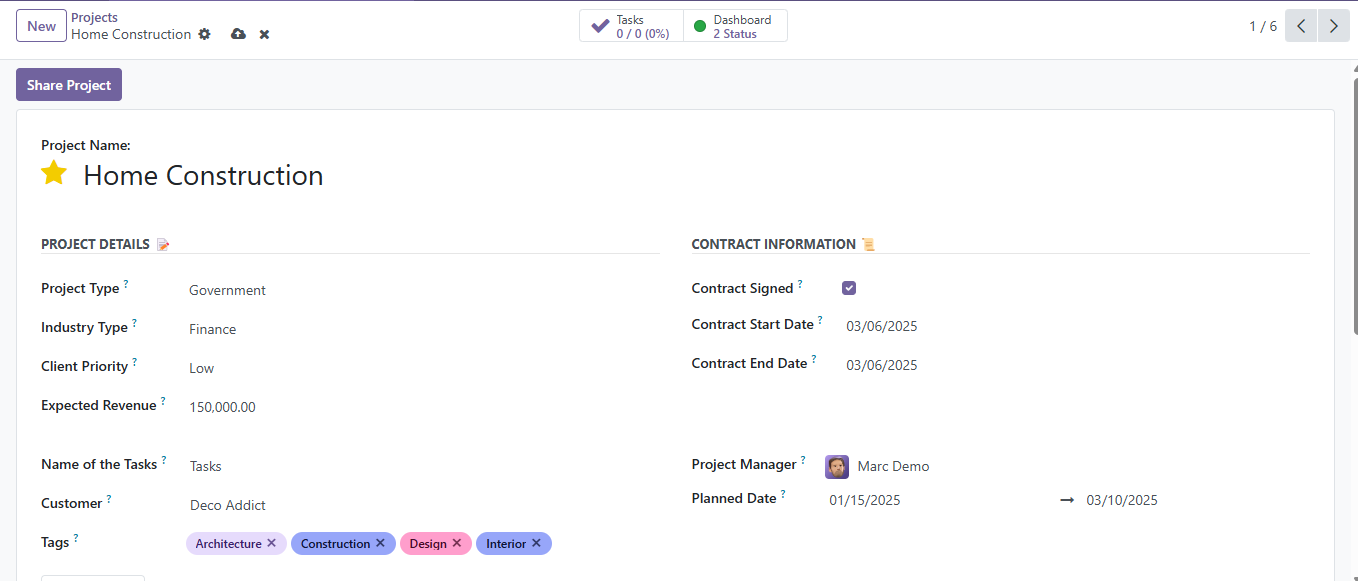 New
Projects
Home Construction
Tasks
0 / 0 (0%)
Dashboard
2 Status
1 / 6
Share Project
Project Name:
Home Construction
PROJECT DETAILS
Project Type ? Government
Industry Type ? Finance
Client Priority ? Low
Expected Revenue ? 150,000.00
CONTRACT INFORMATION
Contract Signed ?
Contract Start Date ? 03/06/2025
Contract End Date ? 03/06/2025
Name of the Tasks ? Tasks
Customer ? Deco Addict
Tags ? Architecture Construction Design Interior
Project Manager ? Marc Demo
Planned Date ? 01/15/2025 → 03/10/2025